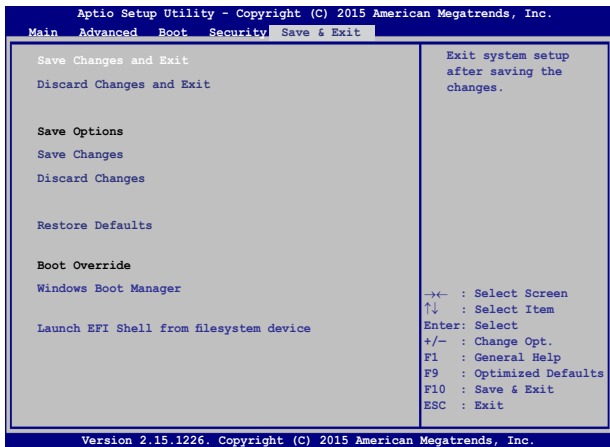 Aptio Setup Utility - Copyright (C) 2015 American Megatrends, Inc.
Main Advanced Boot Security Save & Exit
Save Changes and Exit
Discard Changes and Exit
Save Options
Save Changes
Discard Changes
Restore Defaults
Boot Override
Windows Boot Manager
Launch EFI Shell from filesystem device
Exit system setup
after saving the
changes.
→← : Select Screen
↑↓ : Select Item
Enter: Select
+/— : Change Opt.
F1 : General Help
F9 : Optimized Defaults
F10 : Save & Exit
ESC : Exit
Version 2.15.1226. Copyright (C) 2015 American Megatrends, Inc.